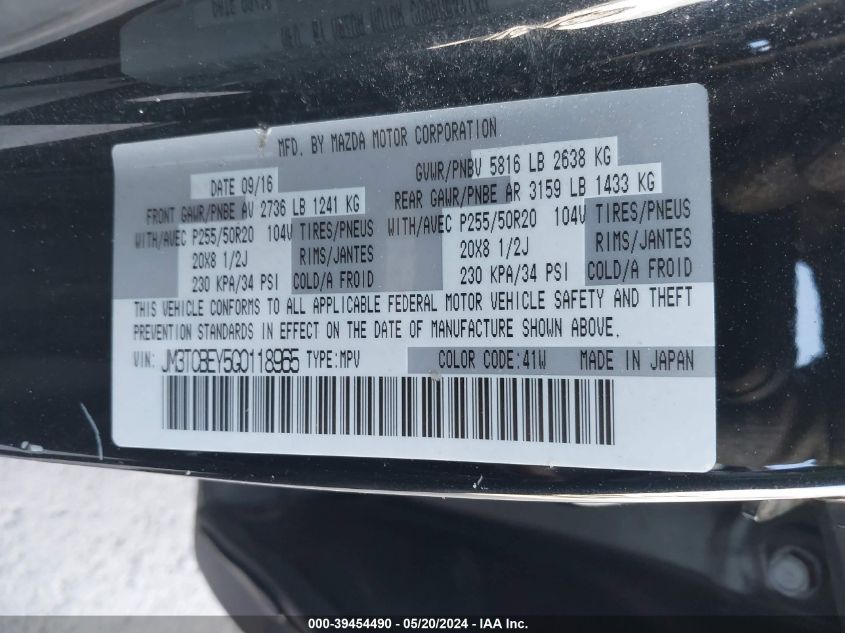 MFD. BY MAZDA MOTOR CORPORATION
DATE 09/16 GVWR/PNBV 5816 LB 2638 KG
FRONT GAWR/PNBE AV 2736 LB 1241 KG REAR GAWR/PNBE AR 3159 LB 1433 KG
WITH/AVEC P255/50R20 104V TIRES/PNEUS WITH/AVEC P255/50R20 104V TIRES/PNEUS
20X8 1/2J RIMS/JANTES 20X8 1/2J RIMS/JANTES
230 KPA/34 PSI COLD/A FROID 230 KPA/34 PSI COLD/A FROID
THIS VEHICLE CONFORMS TO ALL APPLICABLE FEDERAL MOTOR VEHICLE SAFETY AND THEFT
PREVENTION STANDARDS IN EFFECT ON THE DATE OF MANUFACTURE SHOWN ABOVE.
VIN: JM3TCBEY5G0118965 TYPE:MPV COLOR CODE:41W MADE IN JAPAN
000-39454490 - 05/20/2024 - IAA Inc.